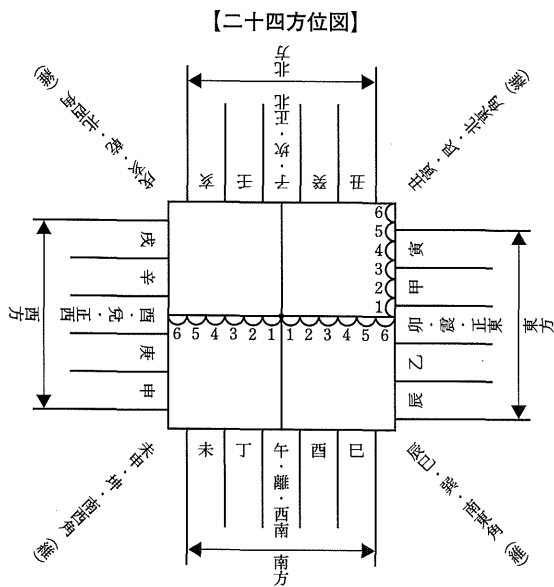 【二十四方位図】
北方
戌亥・乾・北西角(維)
丑寅・艮・北東角(維)
亥
壬
子・坎・正北
癸
丑
西方
戌
辛
酉・兌・正西
庚
申
6
5
4
3
2
1
6 5 4 3 2 1 1 2 3 4 5 6
寅
甲
卯・震・正東
乙
辰
東方
未
丁
午・離・西南
酉
巳
未申・坤・南西角(維)
辰巳・巽・南東角(維)
南方